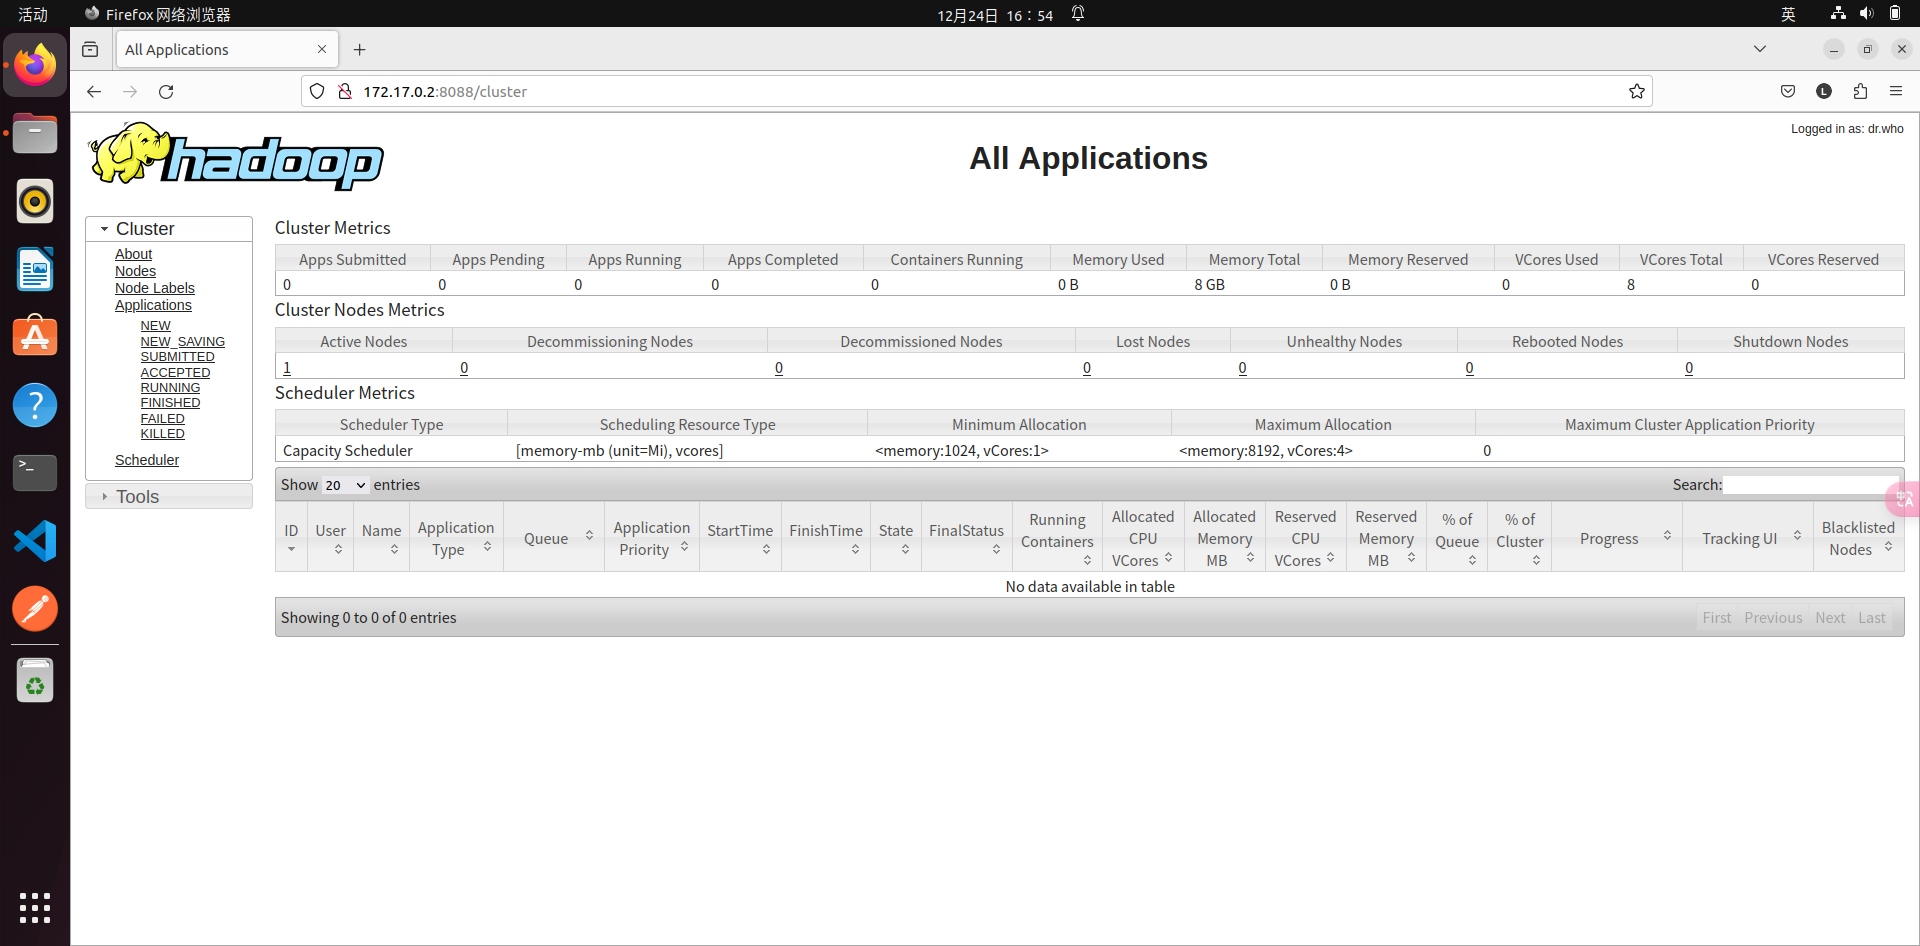 活动
Firefox 网络浏览器
12月24日 16：54
英
All Applications
172.17.0.2:8088/cluster
L
hadoop
All Applications
Logged in as: dr.who
Cluster
About
Nodes
Node Labels
Applications
NEW
NEW_SAVING
SUBMITTED
ACCEPTED
RUNNING
FINISHED
FAILED
KILLED
Scheduler
Tools
Cluster Metrics
Apps Submitted Apps Pending Apps Running Apps Completed Containers Running Memory Used Memory Total Memory Reserved VCores Used VCores Total VCores Reserved
0 0 0 0 0 0 B 8 GB 0 B 0 8 0
Cluster Nodes Metrics
Active Nodes Decommissioning Nodes Decommissioned Nodes Lost Nodes Unhealthy Nodes Rebooted Nodes Shutdown Nodes
1 0 0 0 0 0 0
Scheduler Metrics
Scheduler Type Scheduling Resource Type Minimum Allocation Maximum Allocation Maximum Cluster Application Priority
Capacity Scheduler [memory-mb (unit=Mi), vcores] <memory:1024, vCores:1> <memory:8192, vCores:4> 0
Show 20 entries Search:
中A
ID User Name Application Type Queue Application Priority StartTime FinishTime State FinalStatus Running Containers Allocated CPU VCores Allocated Memory MB Reserved CPU VCores Reserved Memory MB % of Queue % of Cluster Progress Tracking UI Blacklisted Nodes
No data available in table
Showing 0 to 0 of 0 entries First Previous Next Last